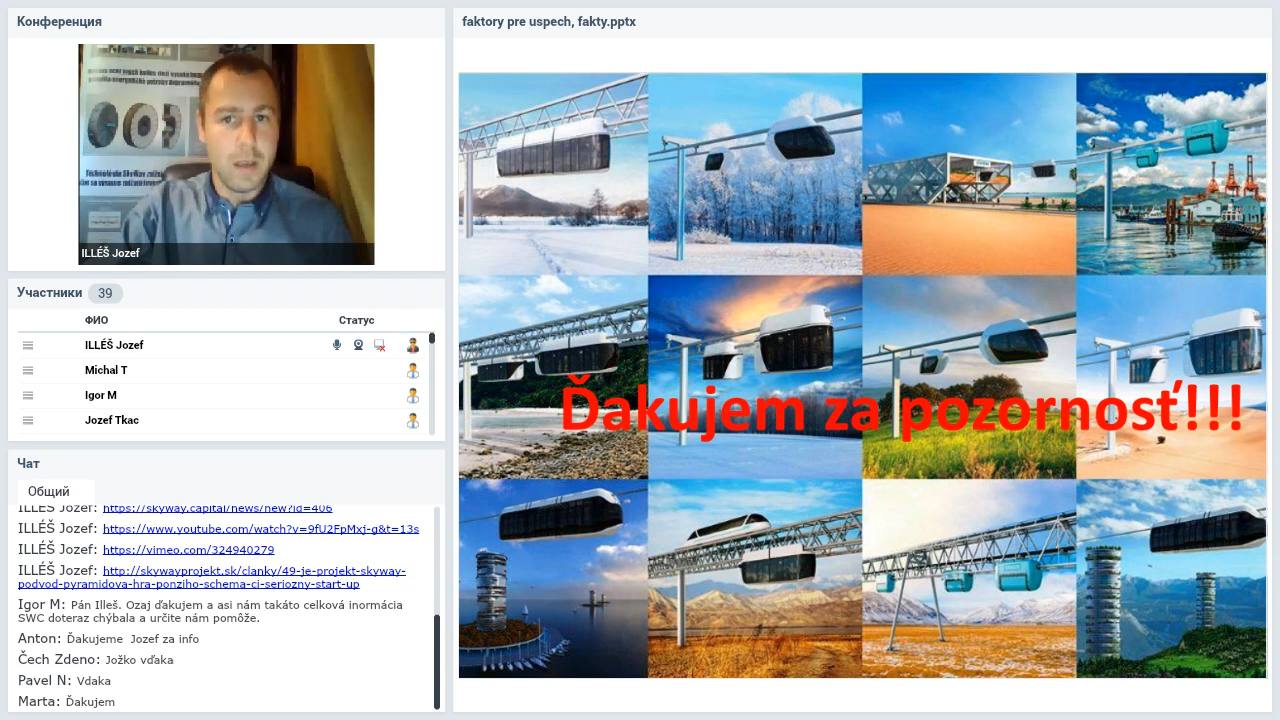 Конференция
ILLÉŠ Jozef
Участники 39
ФИО Статус
ILLÉŠ Jozef
Michal T
Igor M
Jozef Tkac
Чат
Общий
ILLÉŠ Jozef: https://skyway.capital/news/new?id=406
ILLÉŠ Jozef: https://www.youtube.com/watch?v=9fU2FpMxj-g&t=13s
ILLÉŠ Jozef: https://vimeo.com/324940279
ILLÉŠ Jozef: http://skywayprojekt.sk/clanky/49-je-projekt-skyway-
podvod-pyramidova-hra-ponziho-schema-ci-seriozny-start-up
Igor M: Pán Illeš. Ozaj ďakujem a asi nám takáto celková inormácia
SWC doteraz chýbala a určite nám pomôže.
Anton: Ďakujeme  Jozef za info
Čech Zdeno: Jožko vďaka
Pavel N: Vdaka
Marta: Ďakujem
faktory pre uspech, fakty.pptx
Ďakujem za pozornosť!!!